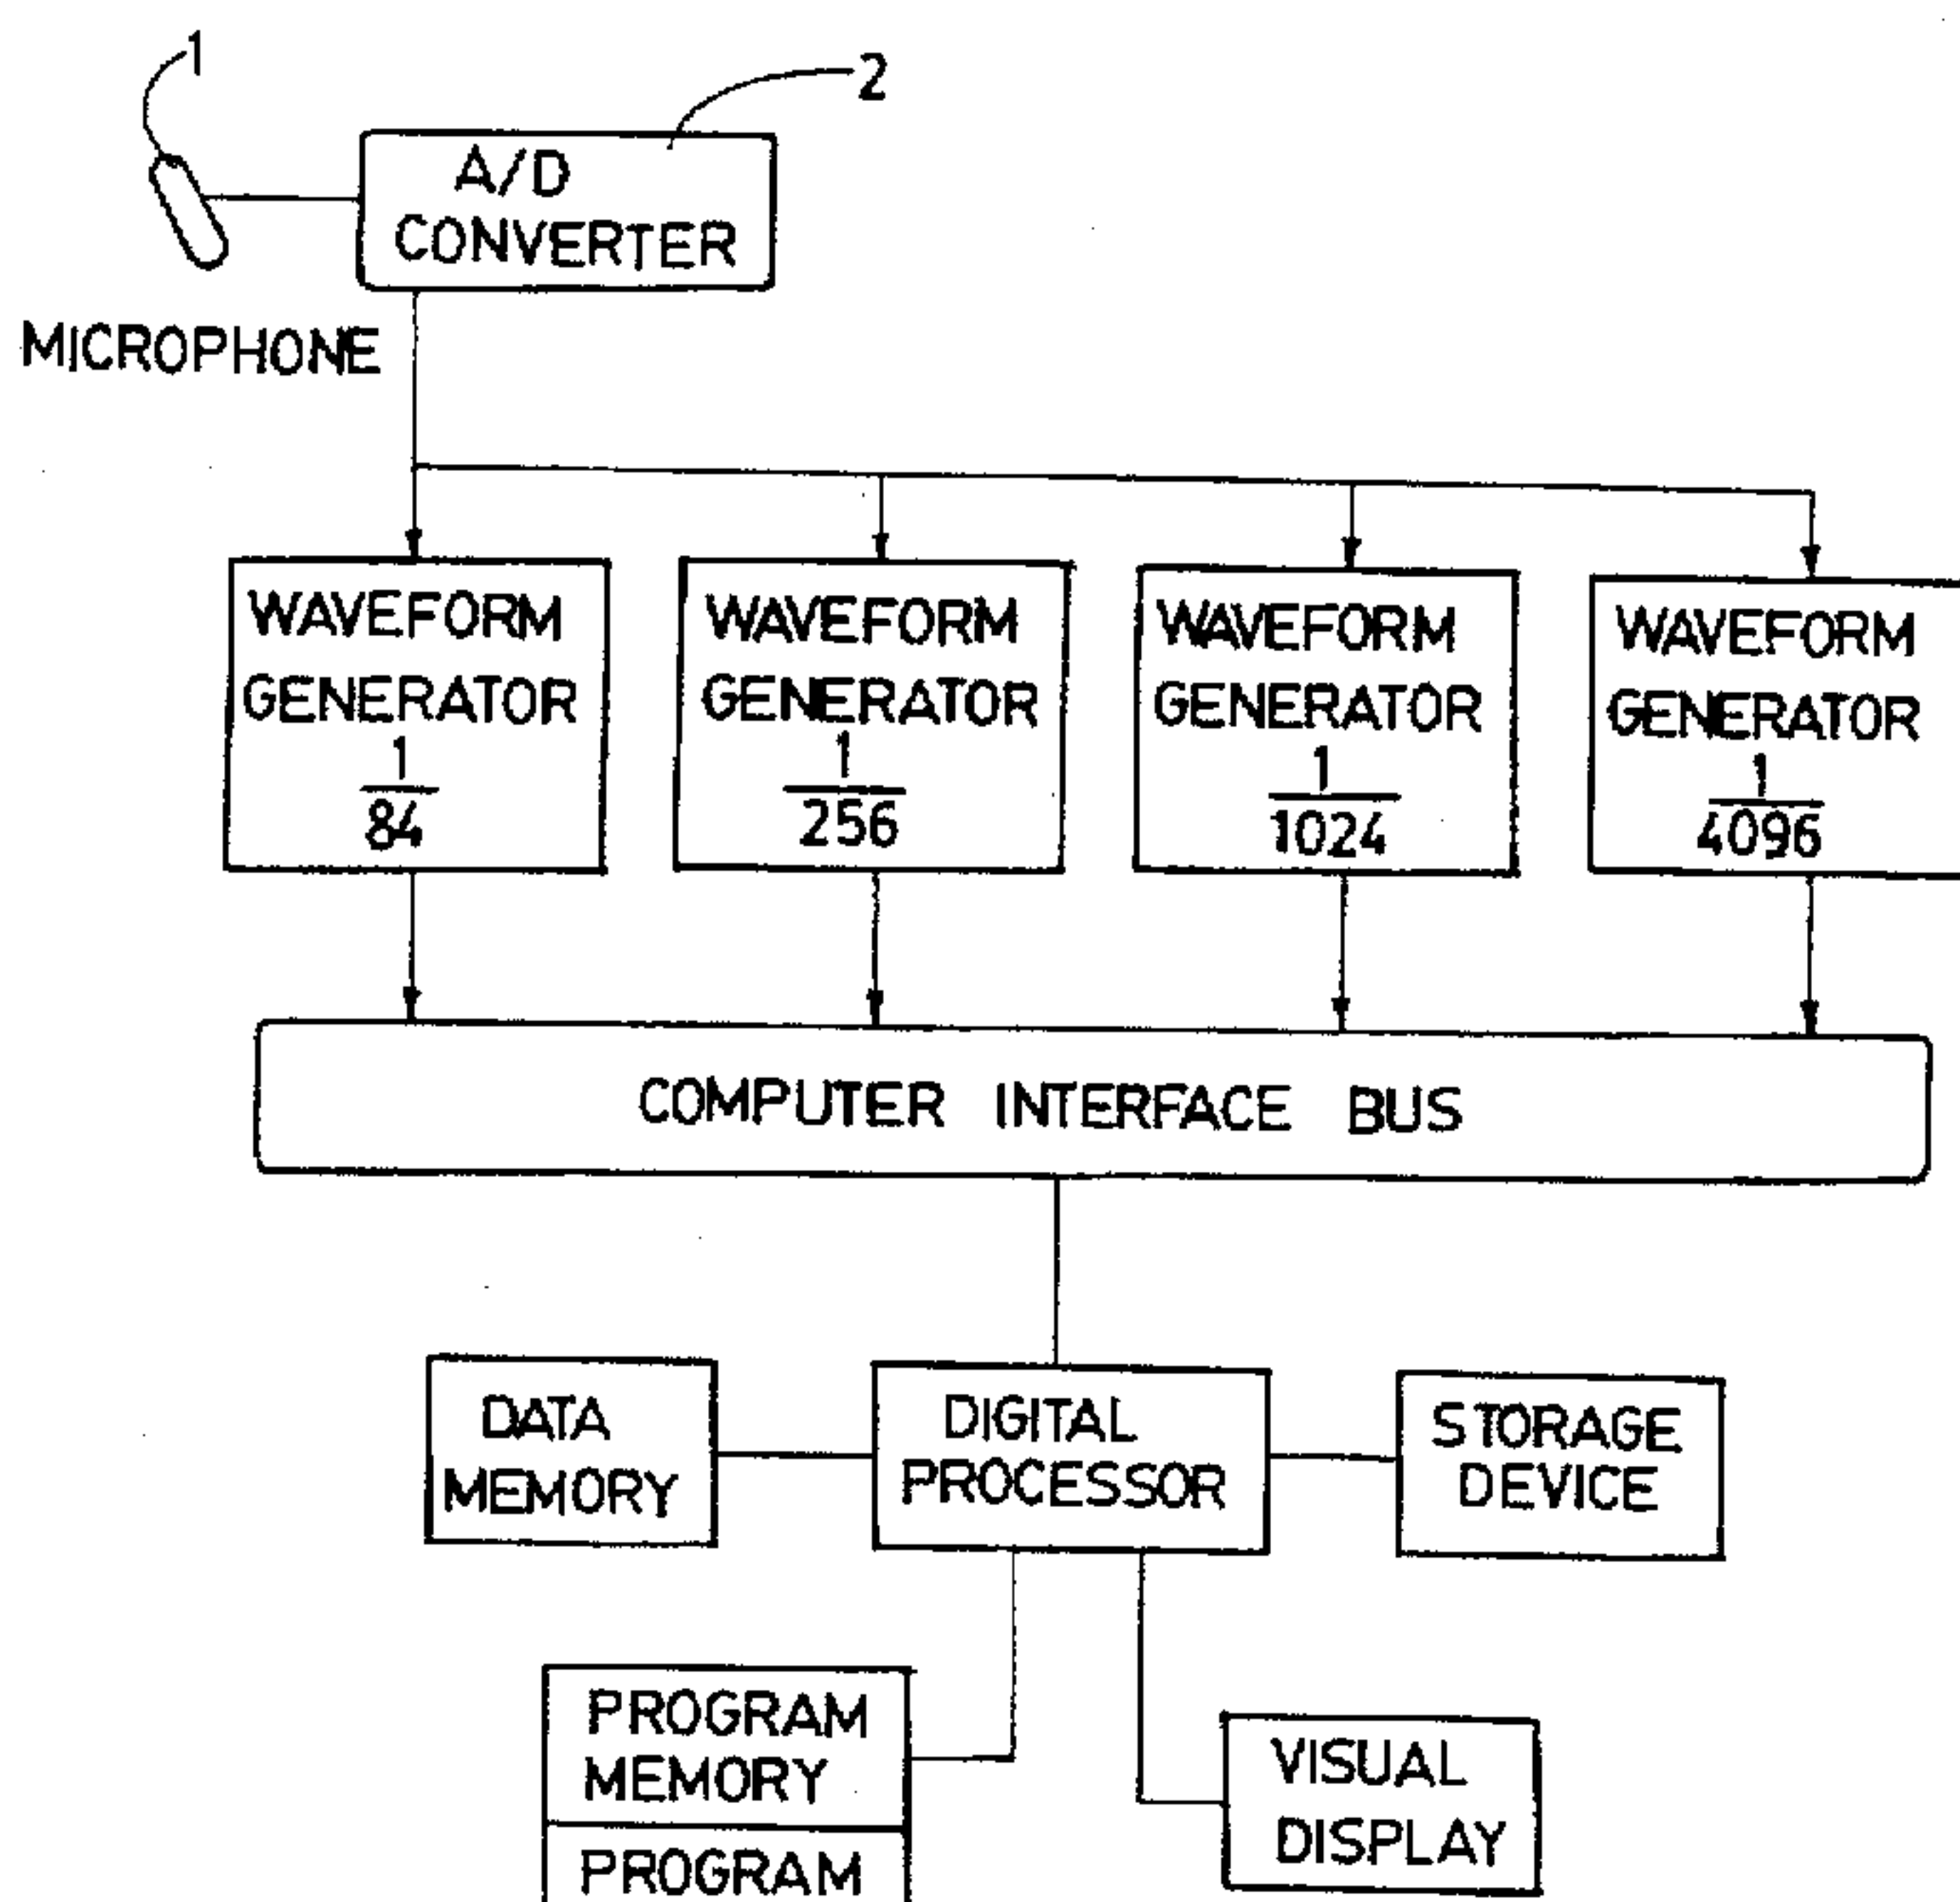 1
2
A/D
CONVERTER
MICROPHONE
WAVEFORM
GENERATOR
1
84
WAVEFORM
GENERATOR
1
256
WAVEFORM
GENERATOR
1
1024
WAVEFORM
GENERATOR
1
4096
COMPUTER INTERFACE BUS
DATA
MEMORY
DIGITAL
PROCESSOR
STORAGE
DEVICE
PROGRAM
MEMORY
PROGRAM
VISUAL
DISPLAY